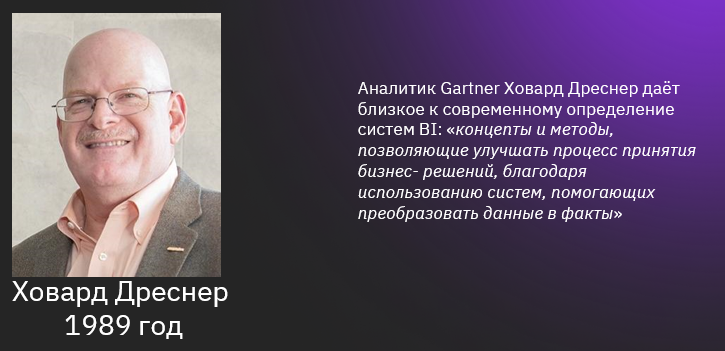 Аналитик Gartner Ховард Дреснер даёт
близкое к современному определение
систем BI: «концепты и методы,
позволяющие улучшать процесс принятия
бизнес- решений, благодаря
использованию систем, помогающих
преобразовать данные в факты»
Ховард Дреснер
1989 год